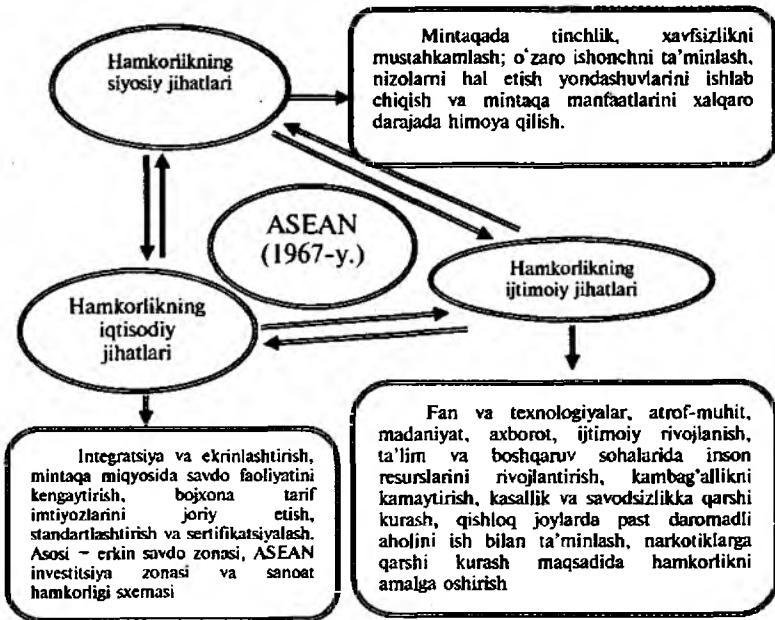 Hamkorlikning
siyosiy jihatlari
Mintaqada tinchlik, xavfsizlikni
mustahkamlash; o‘zaro ishonchni ta’minlash,
nizolarni hal etish yondashuvlarini ishlab
chiqish va mintaqa manfaatlarini xalqaro
darajada himoya qilish.
ASEAN
(1967-y.)
Hamkorlikning
ijtimoiy jihatlari
Hamkorlikning
iqtisodiy
jihatlari
Integratsiya va ekrinlashtirish,
mintaqa miqyosida savdo faoliyatini
kengaytirish, bojxona tarif
imtiyozlarini joriy etish,
standartlashtirish va sertifikatsiyalash.
Asosi – erkin savdo zonasi, ASEAN
investitsiya zonasi va sanoat
hamkorligi sxemasi
Fan va texnologiyalar, atrof-muhit,
madaniyat, axborot, ijtimoiy rivojlanish,
ta’lim va boshqaruv sohalarida inson
resurslarini rivojlantirish, kambag‘allikni
kamaytirish, kasallik va savodsizlikka qarshi
kurash, qishloq joylarda past daromadli
aholini ish bilan ta’minlash, narkotiklarga
qarshi kurash maqsadida hamkorlikni
amalga oshirish